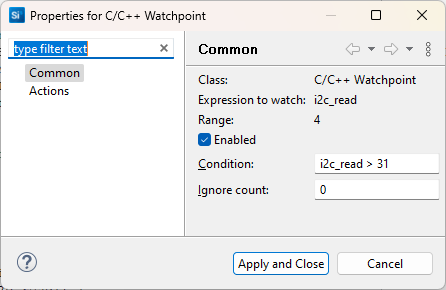 Si Properties for C/C++ Watchpoint
type filter text
Common
Actions
Common
Class: C/C++ Watchpoint
Expression to watch: i2c_read
Range: 4
Enabled
Condition: i2c_read > 31
Ignore count: 0
? Apply and Close Cancel